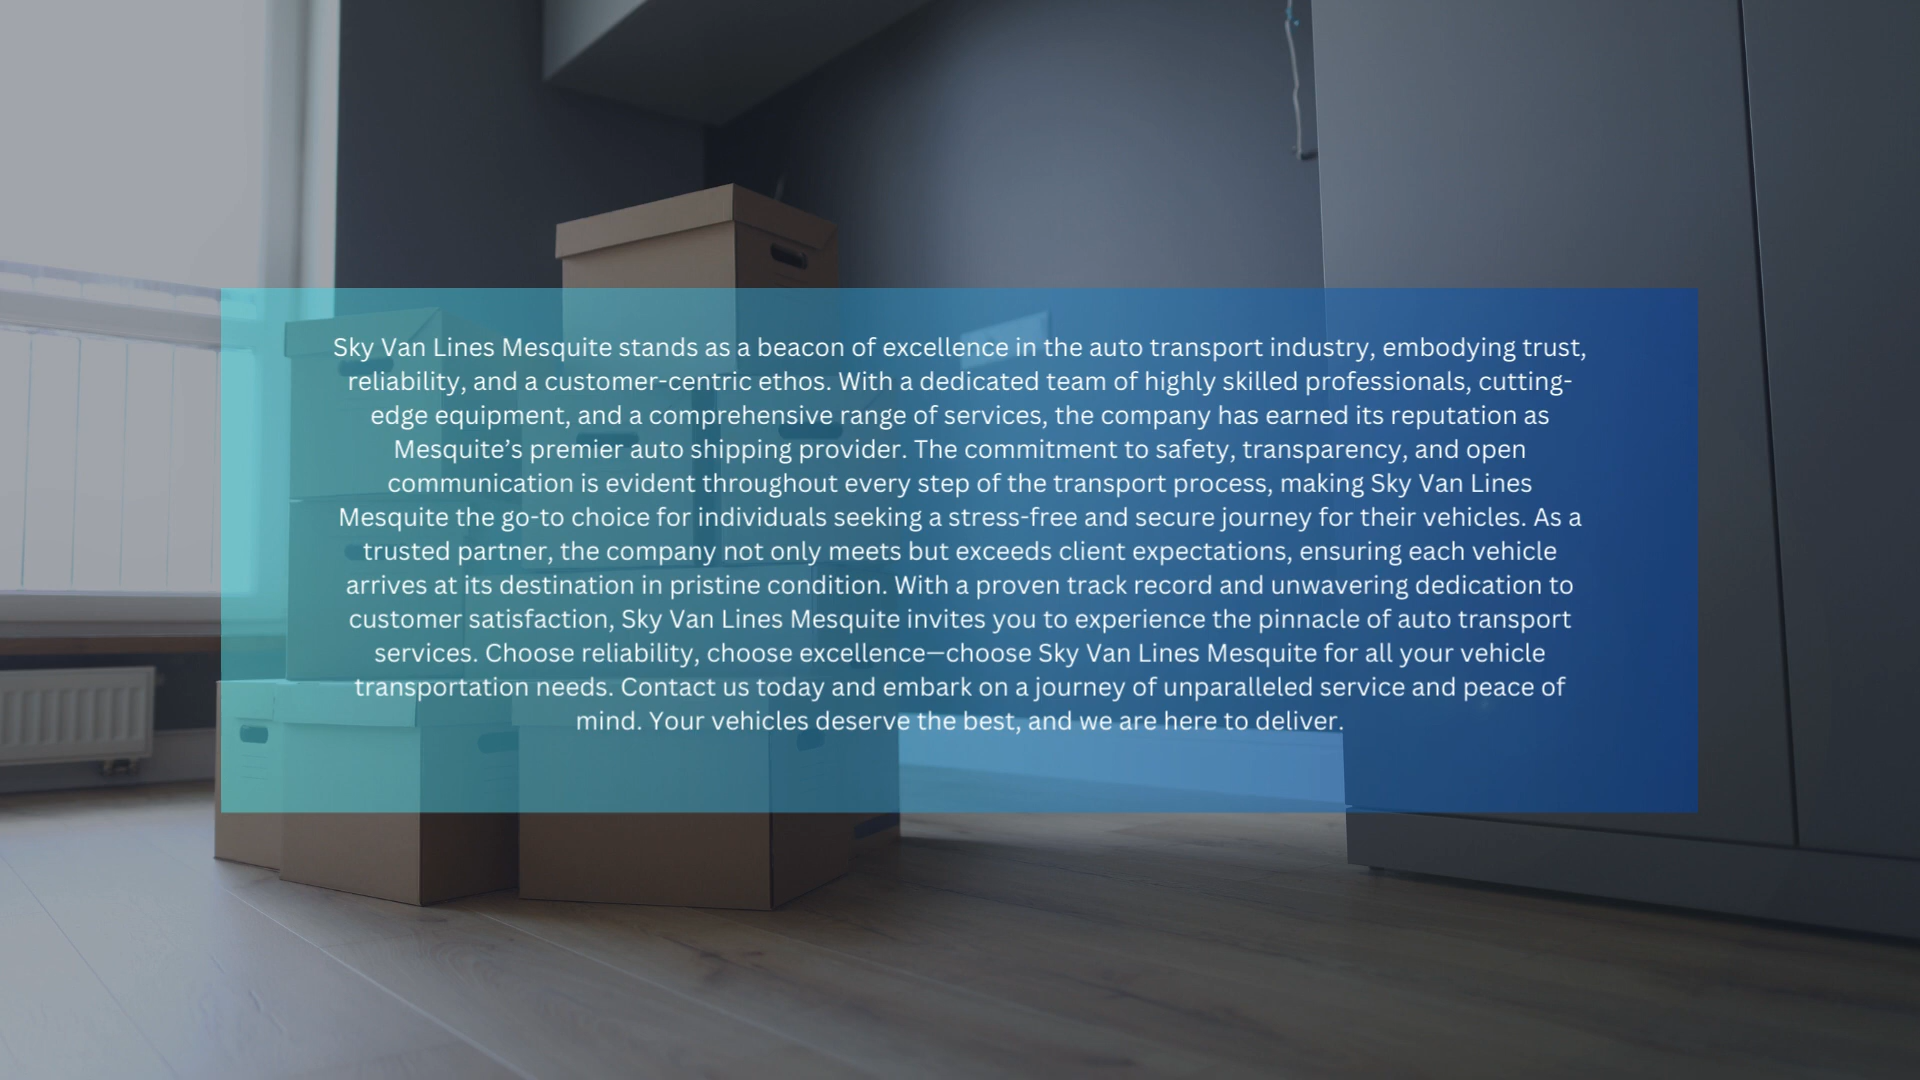 Sky Van Lines Mesquite stands as a beacon of excellence in the auto transport industry, embodying trust,
reliability, and a customer-centric ethos. With a dedicated team of highly skilled professionals, cutting-
edge equipment, and a comprehensive range of services, the company has earned its reputation as
Mesquite’s premier auto shipping provider. The commitment to safety, transparency, and open
communication is evident throughout every step of the transport process, making Sky Van Lines
Mesquite the go-to choice for individuals seeking a stress-free and secure journey for their vehicles. As a
trusted partner, the company not only meets but exceeds client expectations, ensuring each vehicle
arrives at its destination in pristine condition. With a proven track record and unwavering dedication to
customer satisfaction, Sky Van Lines Mesquite invites you to experience the pinnacle of auto transport
services. Choose reliability, choose excellence—choose Sky Van Lines Mesquite for all your vehicle
transportation needs. Contact us today and embark on a journey of unparalleled service and peace of
mind. Your vehicles deserve the best, and we are here to deliver.